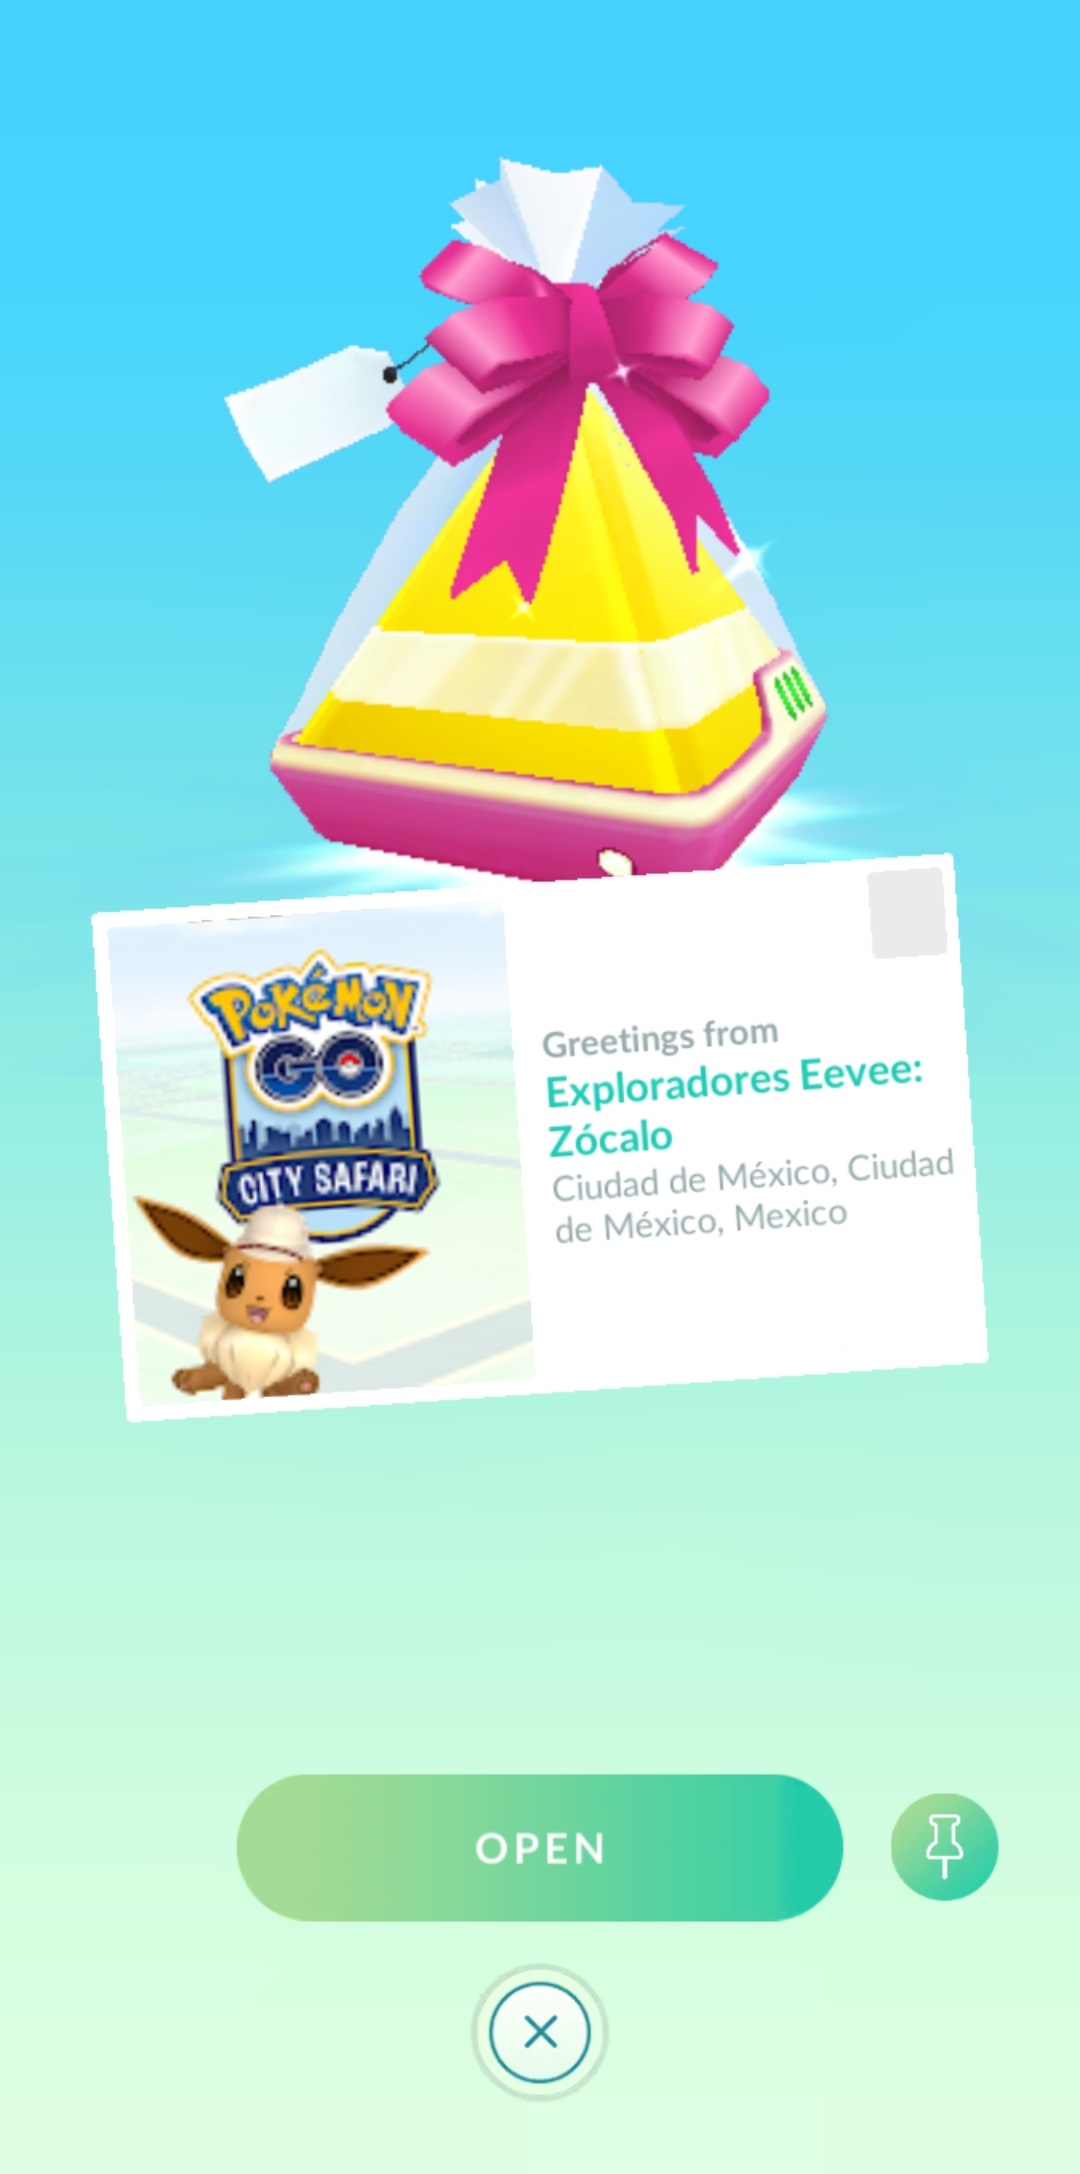 POKÉMON
GO
CITY SAFARI
Greetings from
Exploradores Eevee:
Zócalo
Ciudad de México, Ciudad
de México, Mexico
OPEN